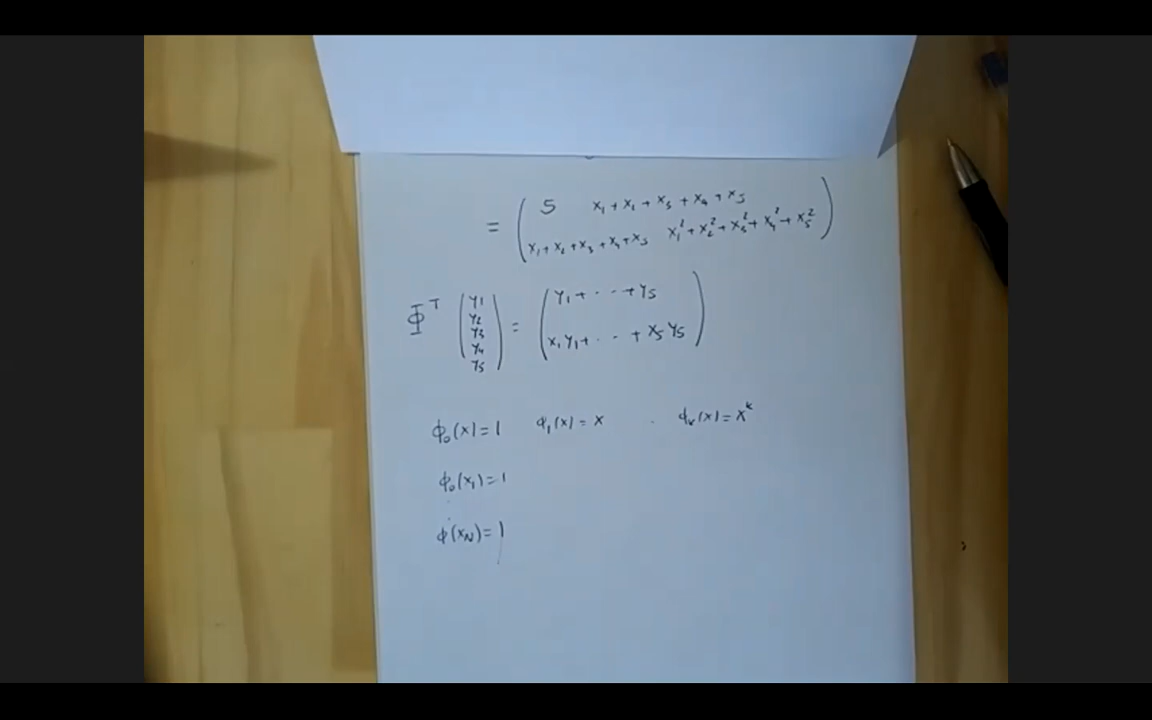 = ( 5 x₁ + x₂ + x₃ + x₄ + x₅
x₁ + x₂ + x₃ + x₄ + x₅ x₁² + x₂² + x₃² + x₄² + x₅² )
Φᵀ ( y₁ y₂ y₃ y₄ y₅ ) = ( y₁ + · · · + y₅
x₁y₁ + · · · + x₅y₅ )
ϕ₀(x) = 1 ϕ₁(x) = x . ϕₖ(x) = xᵏ
ϕ₀(x₁) = 1
ϕ(x_N) = 1